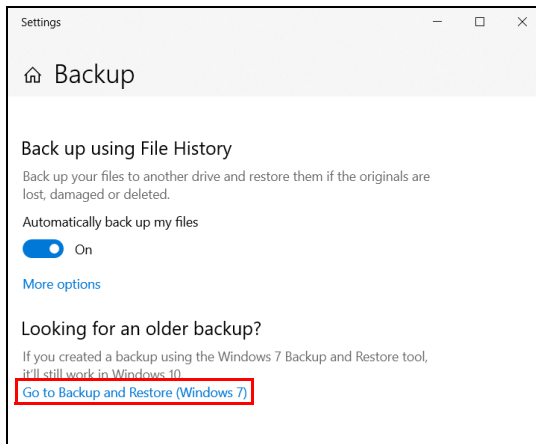 Settings
Backup
Back up using File History
Back up your files to another drive and restore them if the originals are
lost, damaged or deleted.
Automatically back up my files
On
More options
Looking for an older backup?
If you created a backup using the Windows 7 Backup and Restore tool,
it'll still work in Windows 10.
Go to Backup and Restore (Windows 7)